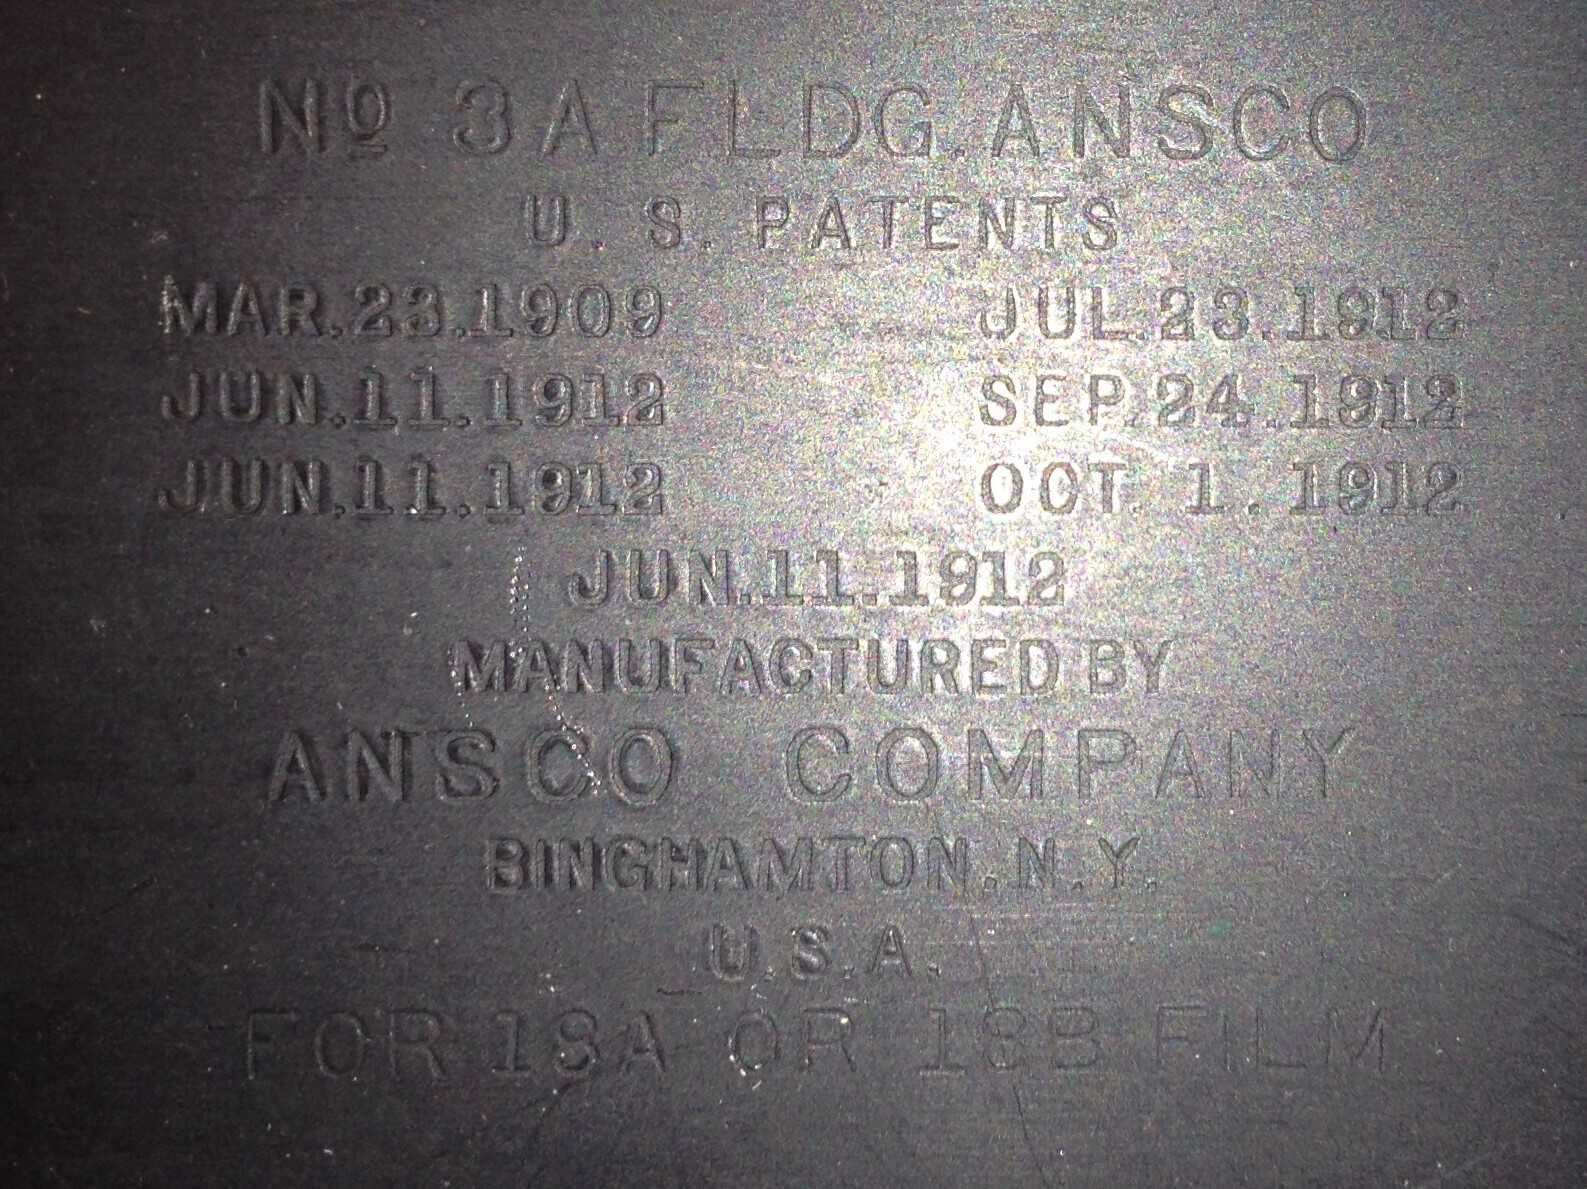 Nº 3A FLDG. ANSCO
U. S. PATENTS
MAR.23.1909 JUL.23.1912
JUN.11.1912 SEP.24.1912
JUN.11.1912 OCT. 1.1912
JUN.11.1912
MANUFACTURED BY
ANSCO COMPANY
BINGHAMTON.N.Y.
U.S.A.
FOR 18A OR 18B FILM